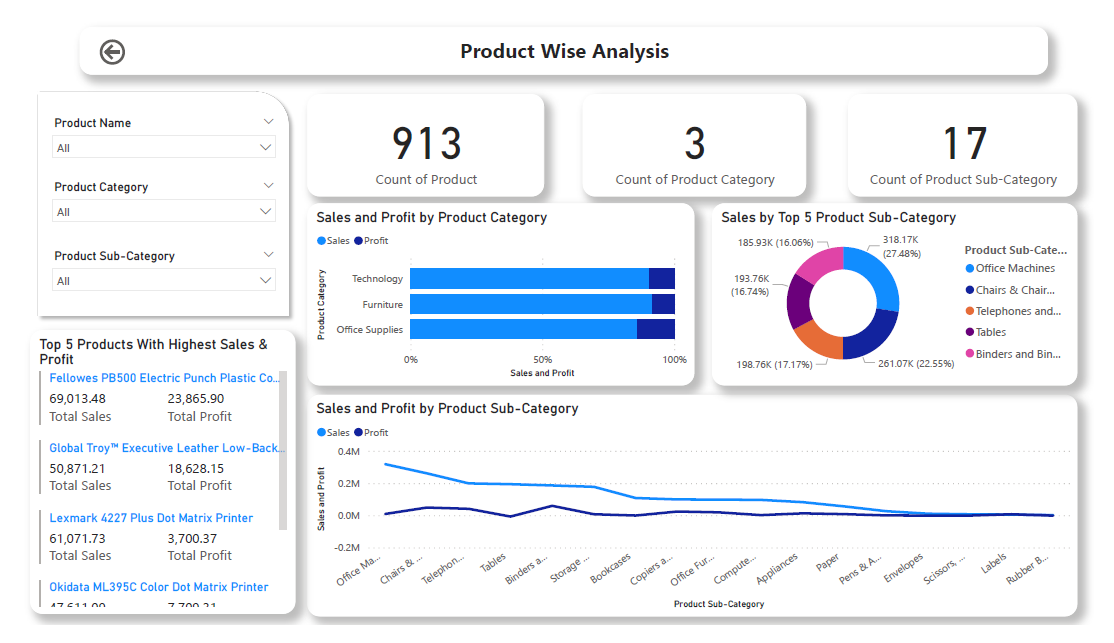 Product Wise Analysis
Product Name
All
Product Category
All
Product Sub-Category
All
913
Count of Product
3
Count of Product Category
17
Count of Product Sub-Category
Top 5 Products With Highest Sales &
Profit
Fellowes PB500 Electric Punch Plastic Co...
69,013.48 23,865.90
Total Sales Total Profit
Global Troy™ Executive Leather Low-Back...
50,871.21 18,628.15
Total Sales Total Profit
Lexmark 4227 Plus Dot Matrix Printer
61,071.73 3,700.37
Total Sales Total Profit
Okidata ML395C Color Dot Matrix Printer
Sales and Profit by Product Category
Sales Profit
Product Category
Technology
Furniture
Office Supplies
0% 50% 100%
Sales and Profit
Sales by Top 5 Product Sub-Category
185.93K (16.06%)
318.17K
(27.48%)
193.76K
(16.74%)
198.76K (17.17%)
261.07K (22.55%)
Product Sub-Cate...
Office Machines
Chairs & Chair...
Telephones and...
Tables
Binders and Bin...
Sales and Profit by Product Sub-Category
Sales Profit
Sales and Profit
0.4M
0.2M
0.0M
-0.2M
Office Ma...
Chairs & ...
Telephon...
Tables
Binders a...
Storage ...
Bookcases
Copiers a...
Office Fur...
Compute...
Appliances
Paper
Pens & A...
Envelopes
Scissors, ...
Labels
Rubber B...
Product Sub-Category